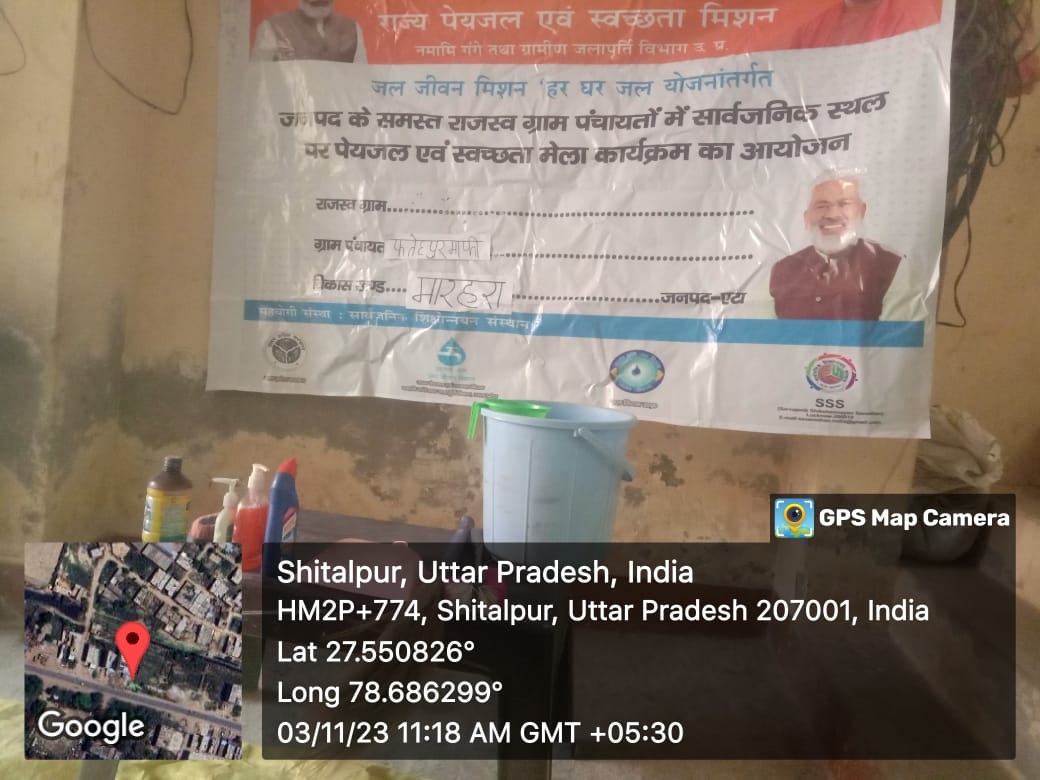 राज्य पेयजल एवं स्वच्छता मिशन
नमामि गंगे तथा ग्रामीण जलापूर्ति विभाग उ. प्र.
जल जीवन मिशन 'हर घर जल योजनांतर्गत
जनपद के समस्त राजस्व ग्राम पंचायतों में सार्वजनिक स्थल
पर पेयजल एवं स्वच्छता मेला कार्यक्रम का आयोजन
राजस्व ग्राम
ग्राम पंचायत फतेहपुर माफी
विकास खण्ड.... मारहरा जनपद-एटा
सहयोगी संस्था : सार्वजनिक शिक्षोन्नयन संस्थान
SSS
GPS Map Camera
Shitalpur, Uttar Pradesh, India
HM2P+774, Shitalpur, Uttar Pradesh 207001, India
Lat 27.550826°
Long 78.686299°
03/11/23 11:18 AM GMT +05:30
Google